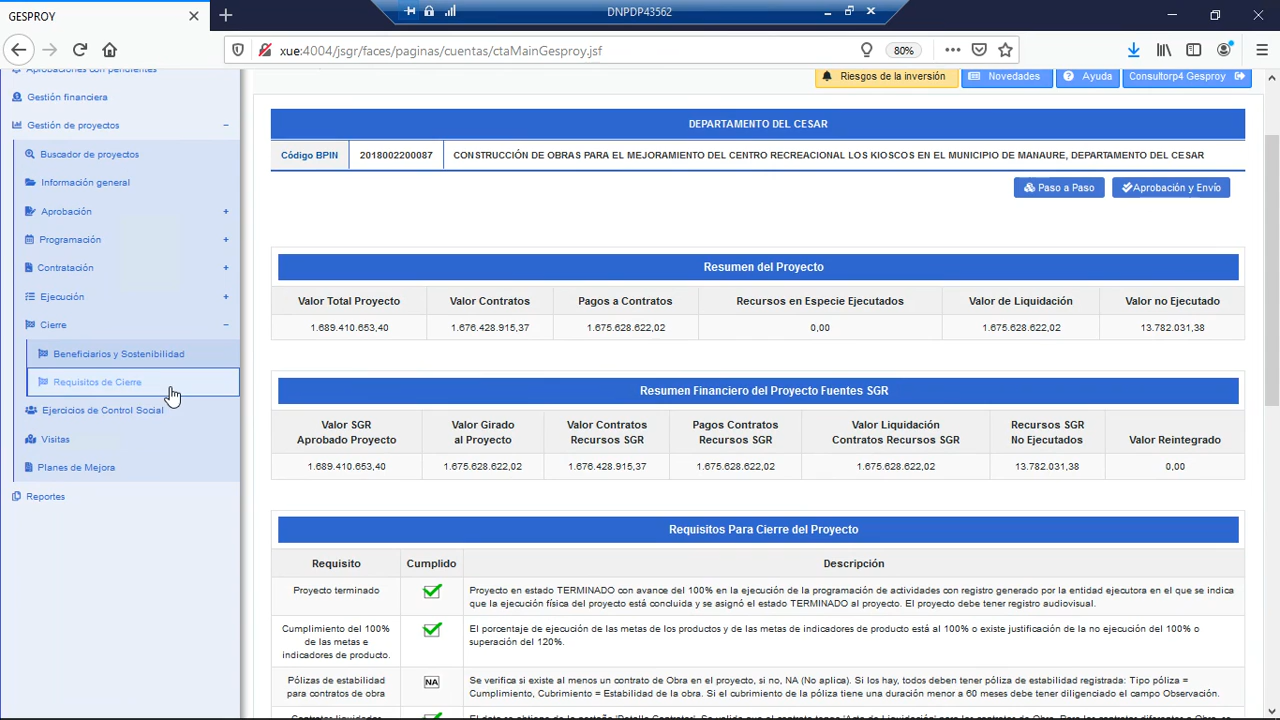 GESPROY
DNPDP43562
xue:4004/jsgr/faces/paginas/cuentas/ctaMainGesproy.jsf
80%
Aprobaciones con pendientes
Riesgos de la inversión
Novedades
Ayuda
Consultorp4 Gesproy
Gestión financiera
Gestión de proyectos
Buscador de proyectos
Información general
Aprobación
Programación
Contratación
Ejecución
Cierre
Beneficiarios y Sostenibilidad
Requisitos de Cierre
Ejercicios de Control Social
Visitas
Planes de Mejora
Reportes
DEPARTAMENTO DEL CESAR
Código BPIN 2018002200087 CONSTRUCCIÓN DE OBRAS PARA EL MEJORAMIENTO DEL CENTRO RECREACIONAL LOS KIOSCOS EN EL MUNICIPIO DE MANAURE, DEPARTAMENTO DEL CESAR
Paso a Paso
Aprobación y Envío
Resumen del Proyecto
Valor Total Proyecto Valor Contratos Pagos a Contratos Recursos en Especie Ejecutados Valor de Liquidación Valor no Ejecutado
1.689.410.653,40 1.676.428.915,37 1.675.628.622,02 0,00 1.675.628.622,02 13.782.031,38
Resumen Financiero del Proyecto Fuentes SGR
Valor SGR Aprobado Proyecto Valor Girado al Proyecto Valor Contratos Recursos SGR Pagos Contratos Recursos SGR Valor Liquidación Contratos Recursos SGR Recursos SGR No Ejecutados Valor Reintegrado
1.689.410.653,40 1.675.628.622,02 1.676.428.915,37 1.675.628.622,02 1.675.628.622,02 13.782.031,38 0,00
Requisitos Para Cierre del Proyecto
Requisito Cumplido Descripción
Proyecto terminado
Proyecto en estado TERMINADO con avance del 100% en la ejecución de la programación de actividades con registro generado por la entidad ejecutora en el que se indica
que la ejecución física del proyecto está concluida y se asignó el estado TERMINADO al proyecto. El proyecto debe tener registro audiovisual.
Cumplimiento del 100%
de las metas e
indicadores de producto.
El porcentaje de ejecución de las metas de los productos y de las metas de indicadores de producto está al 100% o existe justificación de la no ejecución del 100% o
superación del 120%.
Pólizas de estabilidad
para contratos de obra
NA
Se verifica si existe al menos un contrato de Obra en el proyecto, si no, NA (No aplica). Si los hay, todos deben tener póliza de estabilidad registrada: Tipo póliza =
Cumplimiento, Cubrimiento = Estabilidad de la obra. Si el cubrimiento de la póliza tiene una duración menor a 60 meses debe tener diligenciado el campo Observación.